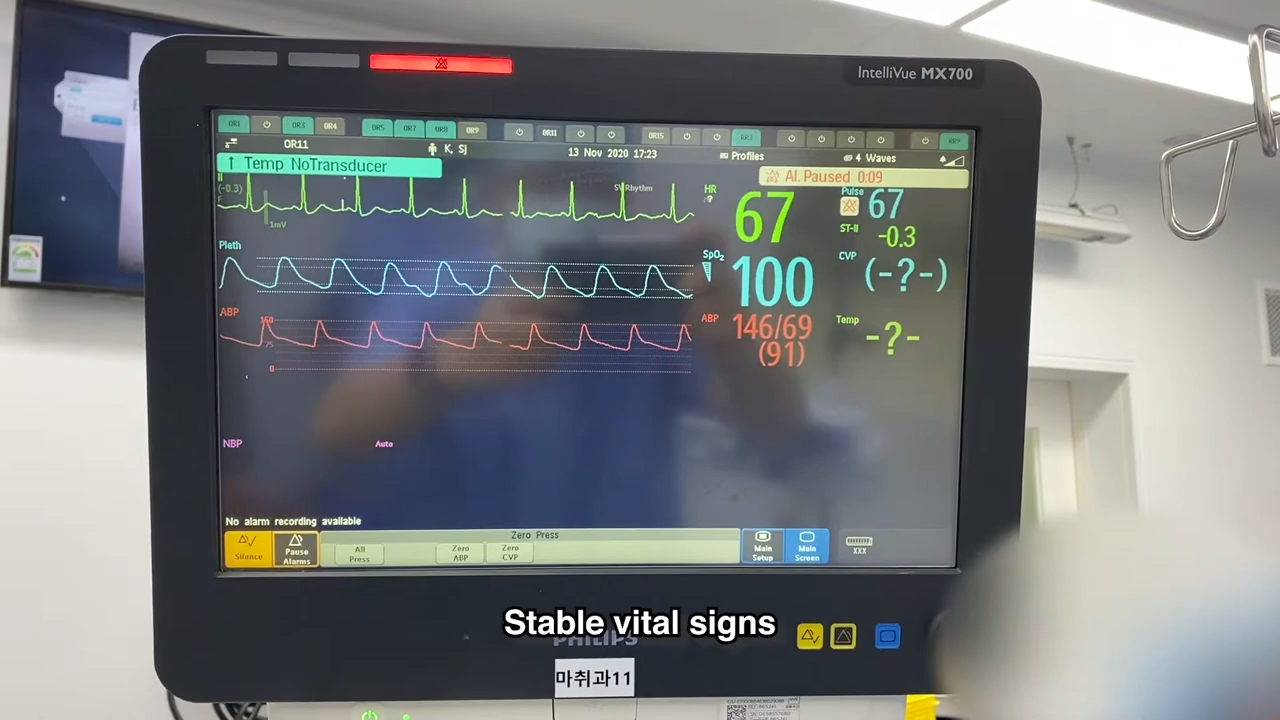 IntelliVue MX700
OR1 OR3 OR4 OR5 OR7 OR8 OR9 OR11 OR15
OR11 K, Sj 13 Nov 2020 17:23 Profiles 4 Waves
↑ Temp NoTransducer
AL Paused 0:09
II
(-0.3)
F
1mV
SV Rhythm
HR
67
Pulse
67
ST-II
-0.3
Pleth
SpO₂
100
CVP
(-?-)
ABP
150
75
0
ABP
146/69
(91)
Temp
-?-
NBP Auto
No alarm recording available
Silence
Pause
Alarms
Zero Press
All
Press
Zero
ABP
Zero
CVP
Main
Setup
Main
Screen
XXX
Stable vital signs
PHILIPS
마취과11